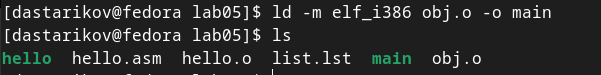 [dastarikov@fedora lab05]$ ld -m elf_i386 obj.o -o main
[dastarikov@fedora lab05]$ ls
hello  hello.asm  hello.o  list.lst  main  obj.o